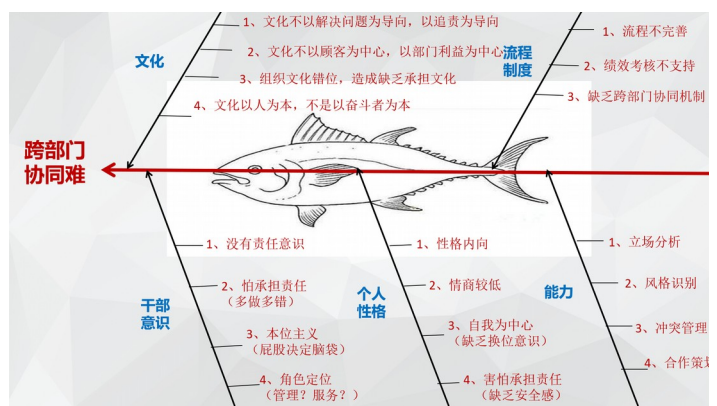 1、文化不以解决问题为导向，以追责为导向
2、文化不以顾客为中心，以部门利益为中心
3、组织文化错位，造成缺乏承担文化
4、文化以人为本，不是以奋斗者为本
文化
流程
制度
1、流程不完善
2、绩效考核不支持
3、缺乏跨部门协同机制
跨部门
协同难
干部
意识
1、没有责任意识
2、怕承担责任
（多做多错）
3、本位主义
（屁股决定脑袋）
4、角色定位
（管理？服务？）
个人
性格
1、性格内向
2、情商较低
3、自我为中心
（缺乏换位意识）
4、害怕承担责任
（缺乏安全感）
能力
1、立场分析
2、风格识别
3、冲突管理
4、合作策